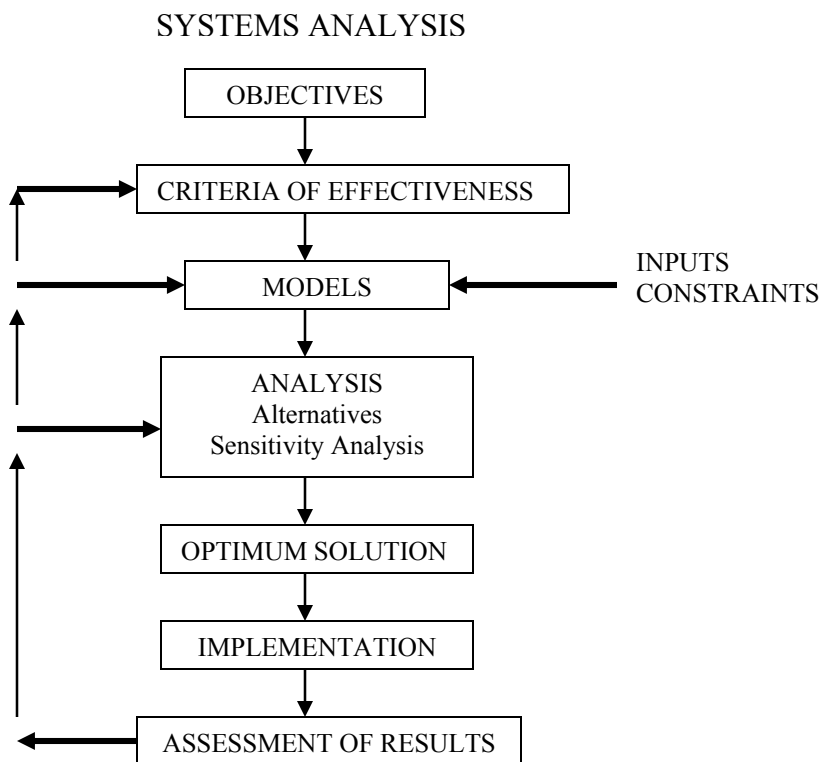 SYSTEMS ANALYSIS
OBJECTIVES
CRITERIA OF EFFECTIVENESS
MODELS
INPUTS
CONSTRAINTS
ANALYSIS
Alternatives
Sensitivity Analysis
OPTIMUM SOLUTION
IMPLEMENTATION
ASSESSMENT OF RESULTS